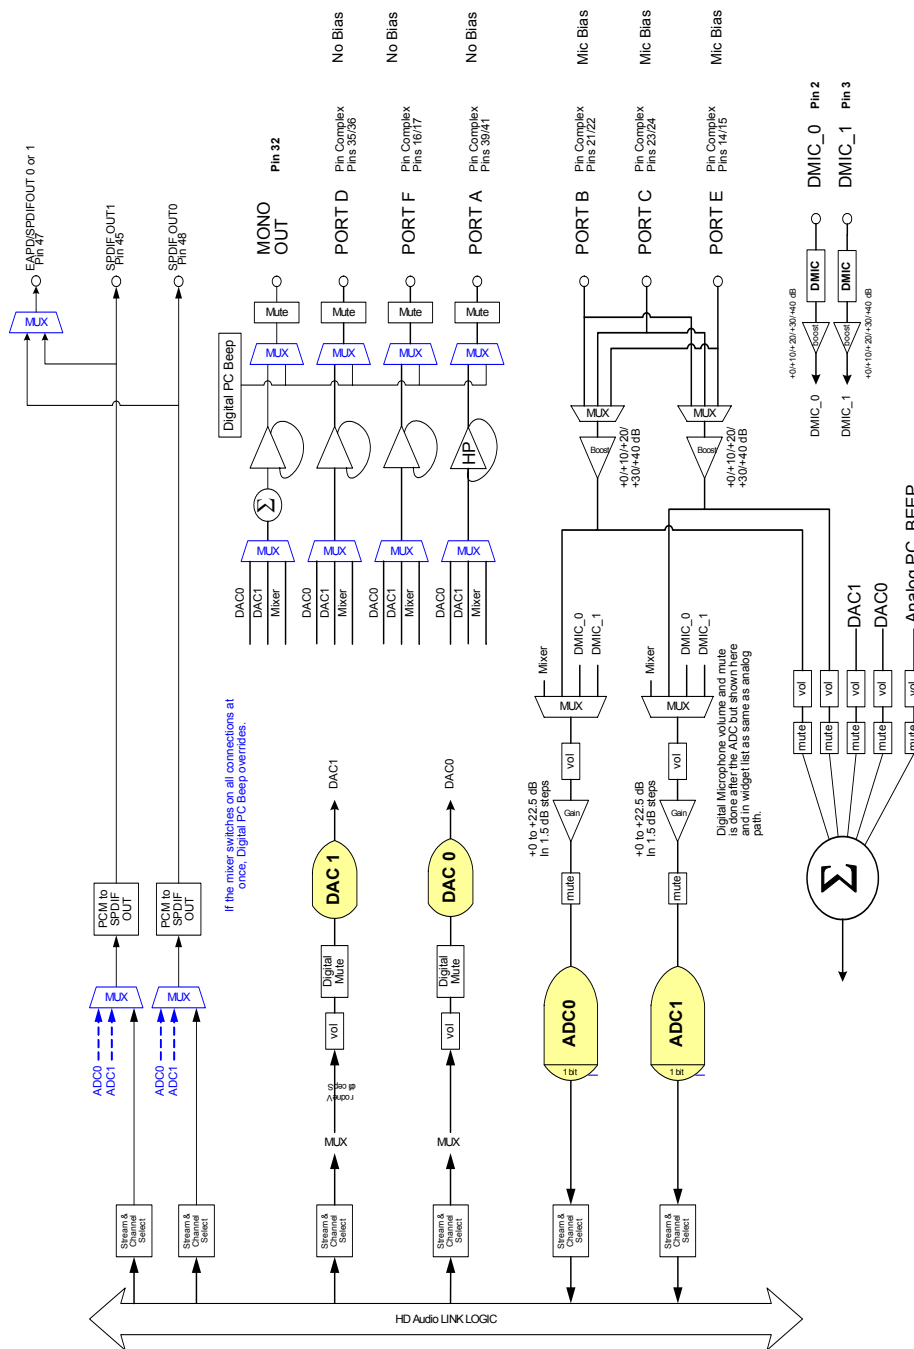 No Bias
No Bias
No Bias
Mic Bias
Mic Bias
Mic Bias
Pin 32
Pin Complex
Pins 35/36
Pin Complex
Pins 16/17
Pin Complex
Pins 39/41
Pin Complex
Pins 21/22
Pin Complex
Pins 23/24
Pin Complex
Pins 14/15
Pin 2
Pin 3
EAPD/SPDIFOUT 0 or 1
Pin 47
SPDIF_OUT1
Pin 45
SPDIF_OUT0
Pin 48
MONO
OUT
PORT D
PORT F
PORT A
PORT B
PORT C
PORT E
DMIC_0
DMIC_1
MUX
Mute
Mute
Mute
Mute
DMIC
DMIC
Digital PC Beep
MUX
MUX
MUX
MUX
boost
boost
+0/+10/+20/+30/+40 dB
+0/+10/+20/+30/+40 dB
DMIC_0
DMIC_1
MUX
MUX
HP
Boost
Boost
+0/+10/+20/
+30/+40 dB
+0/+10/+20/
+30/+40 dB
Σ
MUX
MUX
MUX
MUX
DAC0
DAC1
Mixer
DAC0
DAC1
Mixer
DAC0
DAC1
Mixer
DAC0
DAC1
Mixer
Mixer
DMIC_0
DMIC_1
Mixer
DMIC_0
DMIC_1
DAC1
DAC0
Analog PC_BEEP
MUX
MUX
vol
vol
vol
vol
vol
mute
mute
mute
mute
mute
If the mixer switches on all connections at
once, Digital PC Beep overrides.
Digital Microphone volume and mute
is done after the ADC but shown here
and in widget list as same as analog
path.
vol
vol
DAC1
DAC0
+0 to +22.5 dB
In 1.5 dB steps
Gain
+0 to +22.5 dB
In 1.5 dB steps
Gain
DAC 1
DAC 0
mute
mute
Σ
PCM to
SPDIF
OUT
PCM to
SPDIF
OUT
Digital
Mute
Digital
Mute
MUX
MUX
vol
vol
ADC0
1 bit
ADC1
1 bit
ADC0
ADC1
ADC0
ADC1
Vendor
Specific
MUX
MUX
Stream &
Channel
Select
Stream &
Channel
Select
Stream &
Channel
Select
Stream &
Channel
Select
Stream &
Channel
Select
Stream &
Channel
Select
HD Audio LINK LOGIC